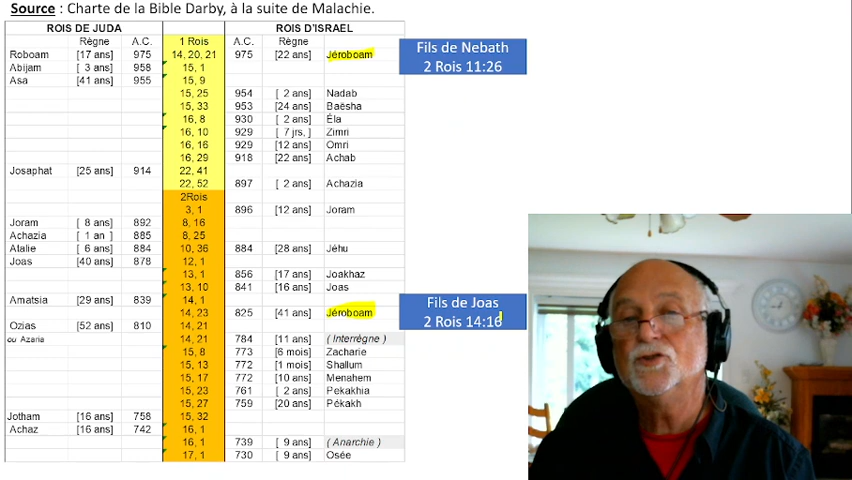 Source : Charte de la Bible Darby, à la suite de Malachie.
ROIS DE JUDA ROIS D'ISRAEL
Règne A.C. 1 Rois A.C. Règne
Roboam [17 ans] 975 14, 20, 21 975 [22 ans] Jéroboam
Abijam [ 3 ans] 958 15, 1
Asa [41 ans] 955 15, 9
15, 25 954 [ 2 ans] Nadab
15, 33 953 [24 ans] Baësha
16, 8 930 [ 2 ans] Éla
16, 10 929 [ 7 jrs, ] Zimri
16, 16 929 [12 ans] Omri
16, 29 918 [22 ans] Achab
Josaphat [25 ans] 914 22, 41
22, 52 897 [ 2 ans] Achazia
2Rois
3, 1 896 [12 ans] Joram
Joram [ 8 ans] 892 8, 16
Achazia [ 1 an ] 885 8, 25
Atalie [ 6 ans] 884 10, 36 884 [28 ans] Jéhu
Joas [40 ans] 878 12, 1
13, 1 856 [17 ans] Joakhaz
13, 10 841 [16 ans] Joas
Amatsia [29 ans] 839 14, 1
14, 23 825 [41 ans] Jéroboam
Ozias [52 ans] 810 14, 21
ou Azaria 14, 21 784 [11 ans] ( Interrègne )
15, 8 773 [6 mois] Zacharie
15, 13 772 [1 mois] Shallum
15, 17 772 [10 ans] Menahem
15, 23 761 [ 2 ans] Pekakhia
15, 27 759 [20 ans] Pékakh
Jotham [16 ans] 758 15, 32
Achaz [16 ans] 742 16, 1
16, 1 739 [ 9 ans] ( Anarchie )
17, 1 730 [ 9 ans] Osée
Fils de Nebath
2 Rois 11:26
Fils de Joas
2 Rois 14:16